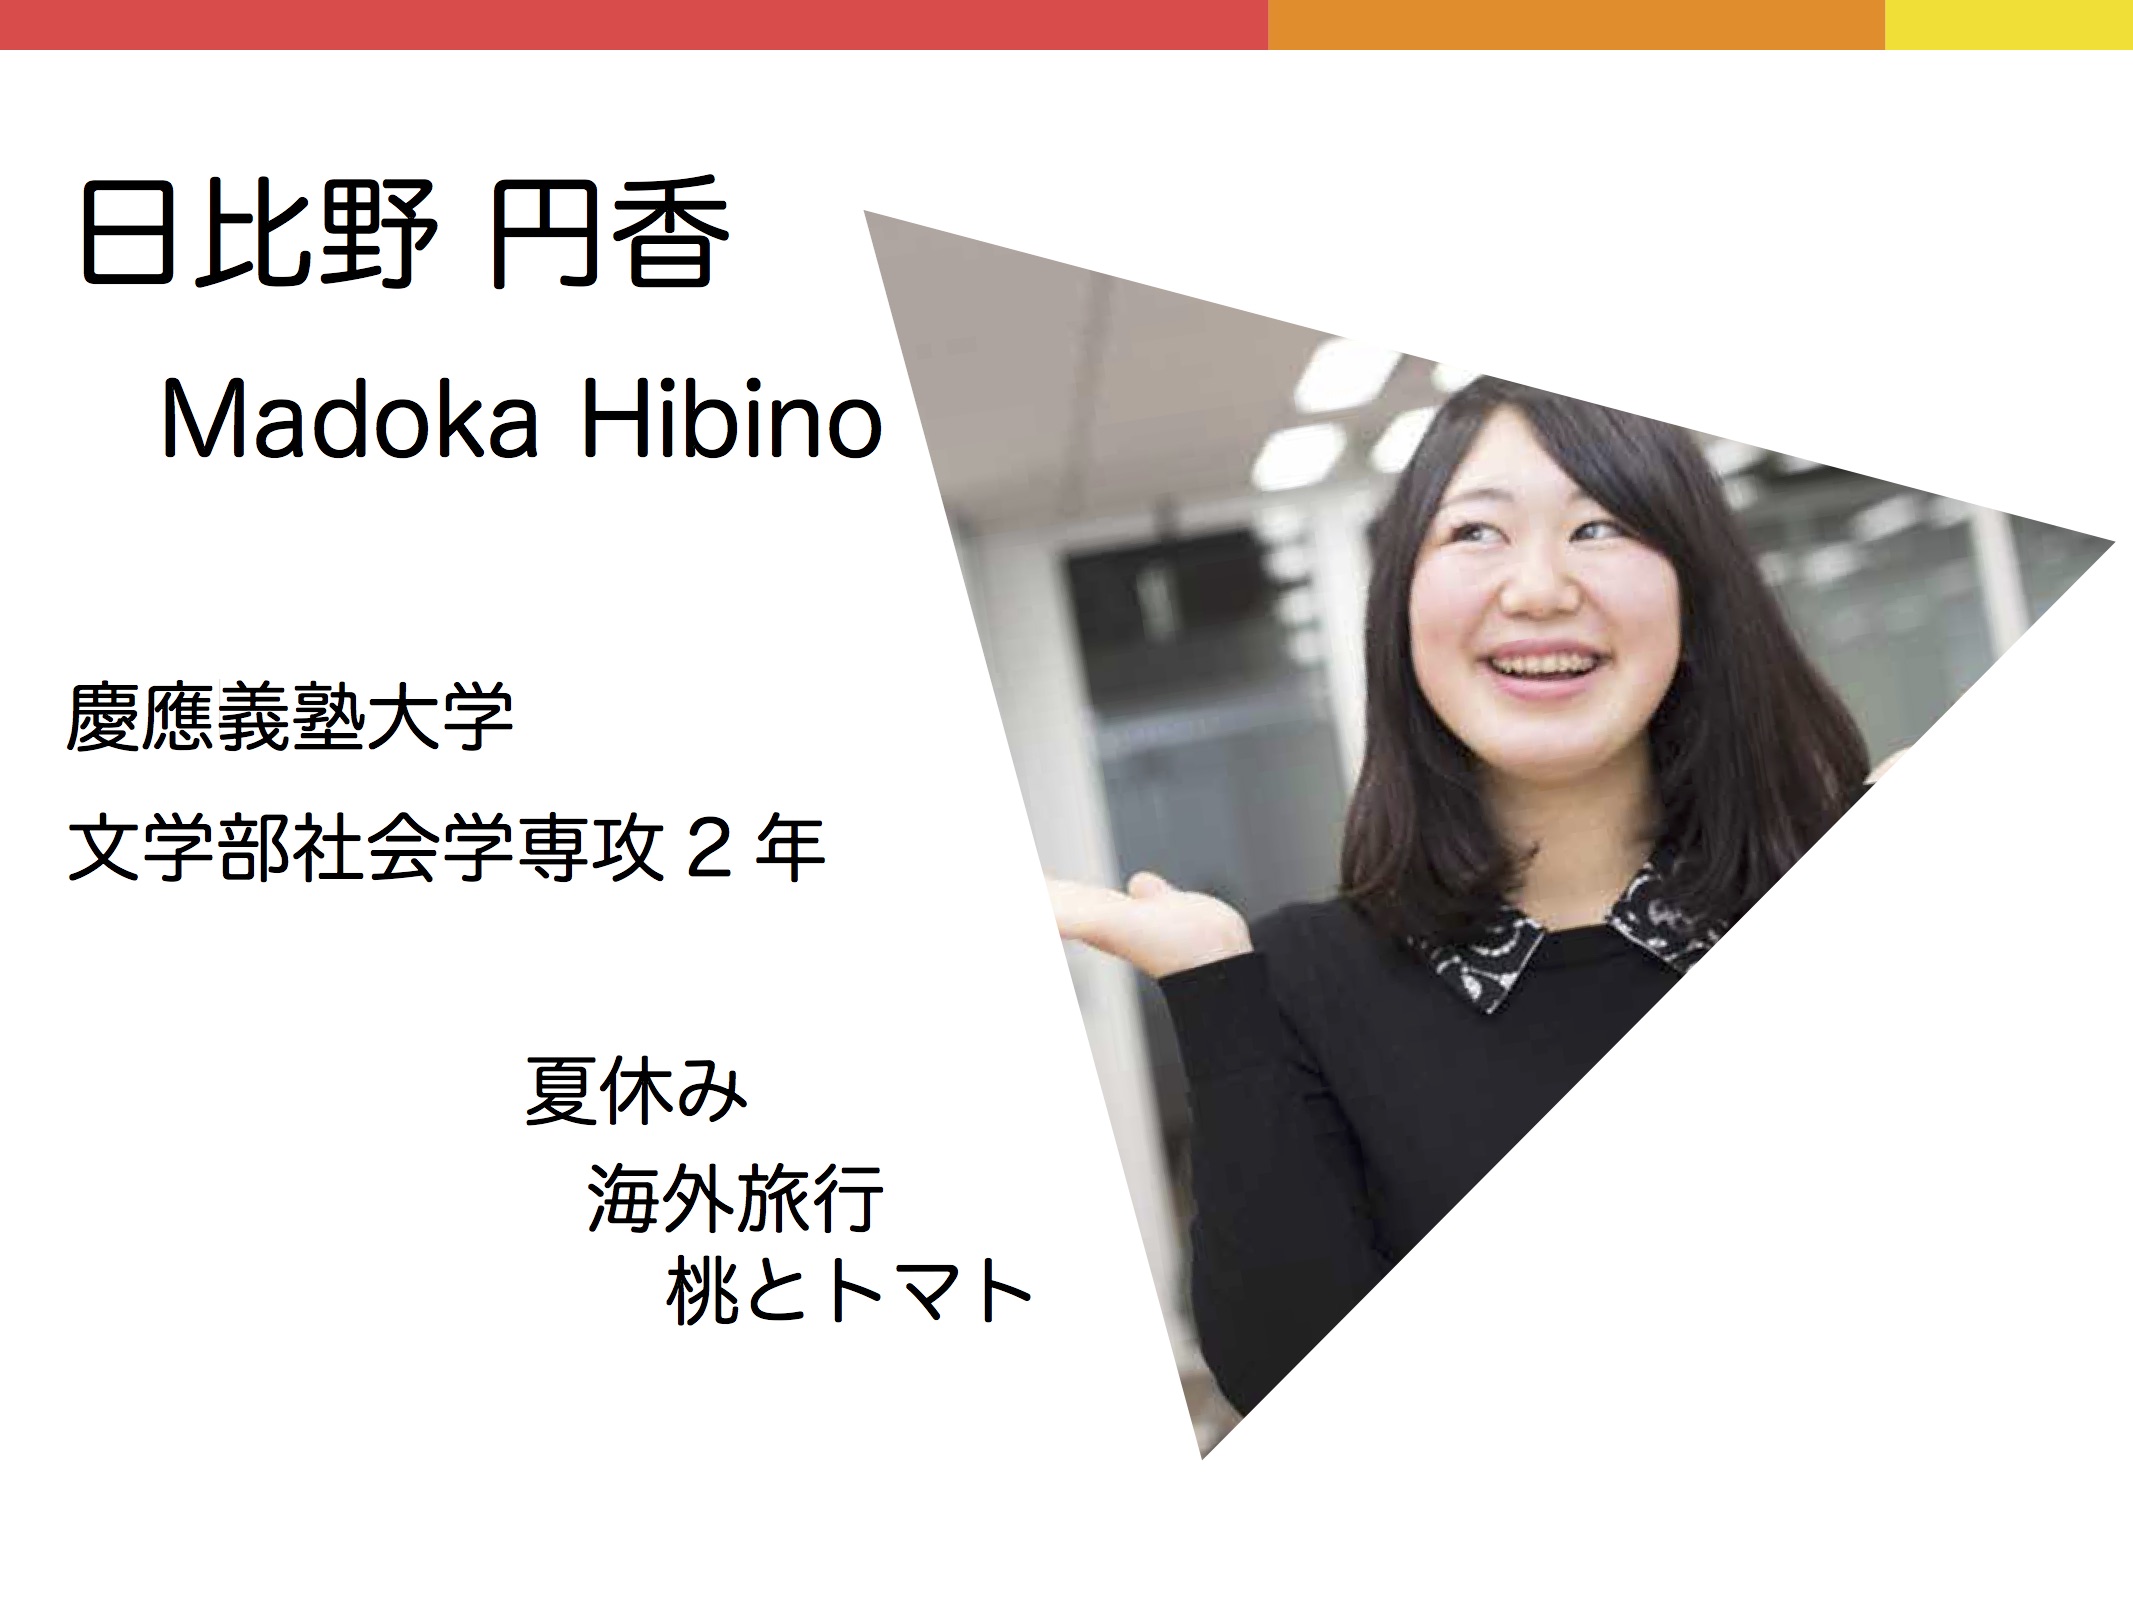 日比野 円香
Madoka Hibino
慶應義塾大学
文学部社会学専攻２年
夏休み
海外旅行
桃とトマト